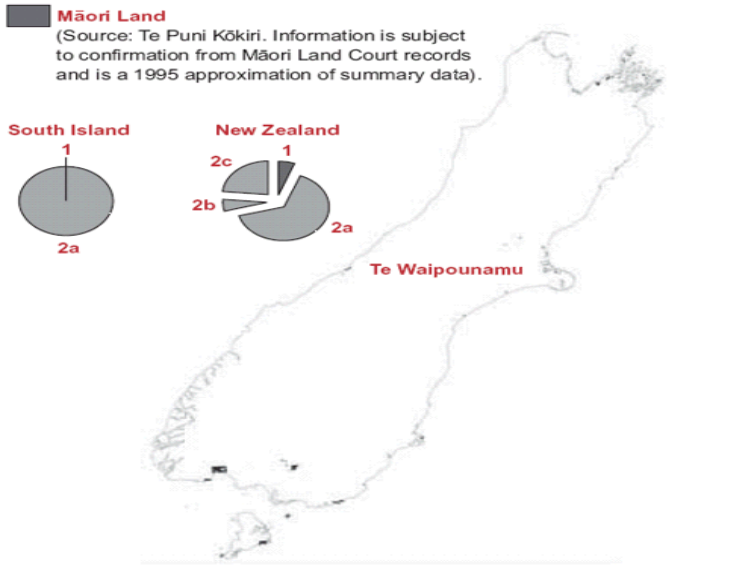 Māori Land
(Source: Te Puni Kōkiri. Information is subject
to confirmation from Māori Land Court records
and is a 1995 approximation of summary data).
South Island
1
2a
New Zealand
1
2c
2b
2a
Te Waipounamu